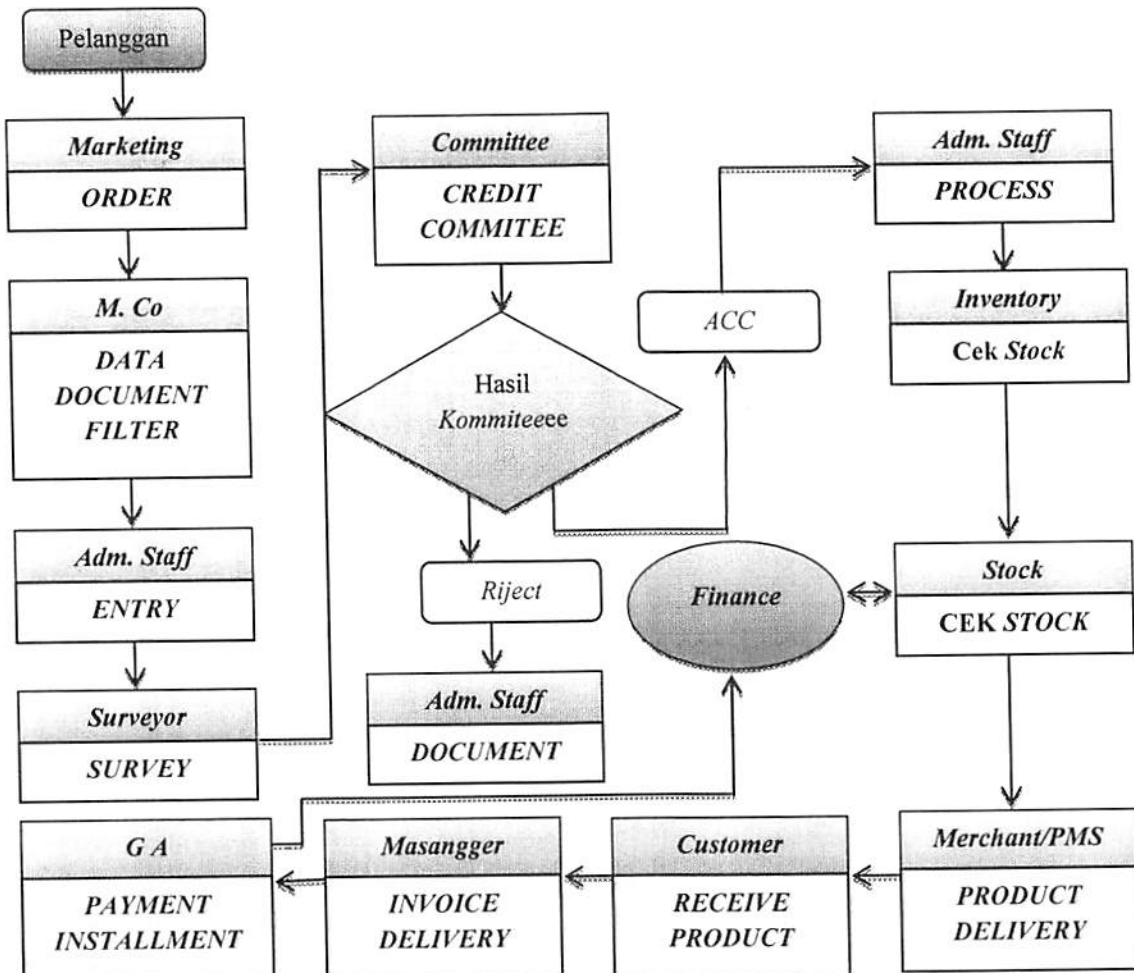 Pelanggan
Marketing
ORDER
M. Co
DATA
DOCUMENT
FILTER
Adm. Staff
ENTRY
Surveyor
SURVEY
Committee
CREDIT
COMMITEE
Hasil
Kommiteeee
ACC
Riject
Adm. Staff
DOCUMENT
Adm. Staff
PROCESS
Inventory
Cek Stock
Stock
CEK STOCK
Finance
Merchant/PMS
PRODUCT
DELIVERY
Customer
RECEIVE
PRODUCT
Masangger
INVOICE
DELIVERY
G A
PAYMENT
INSTALLMENT